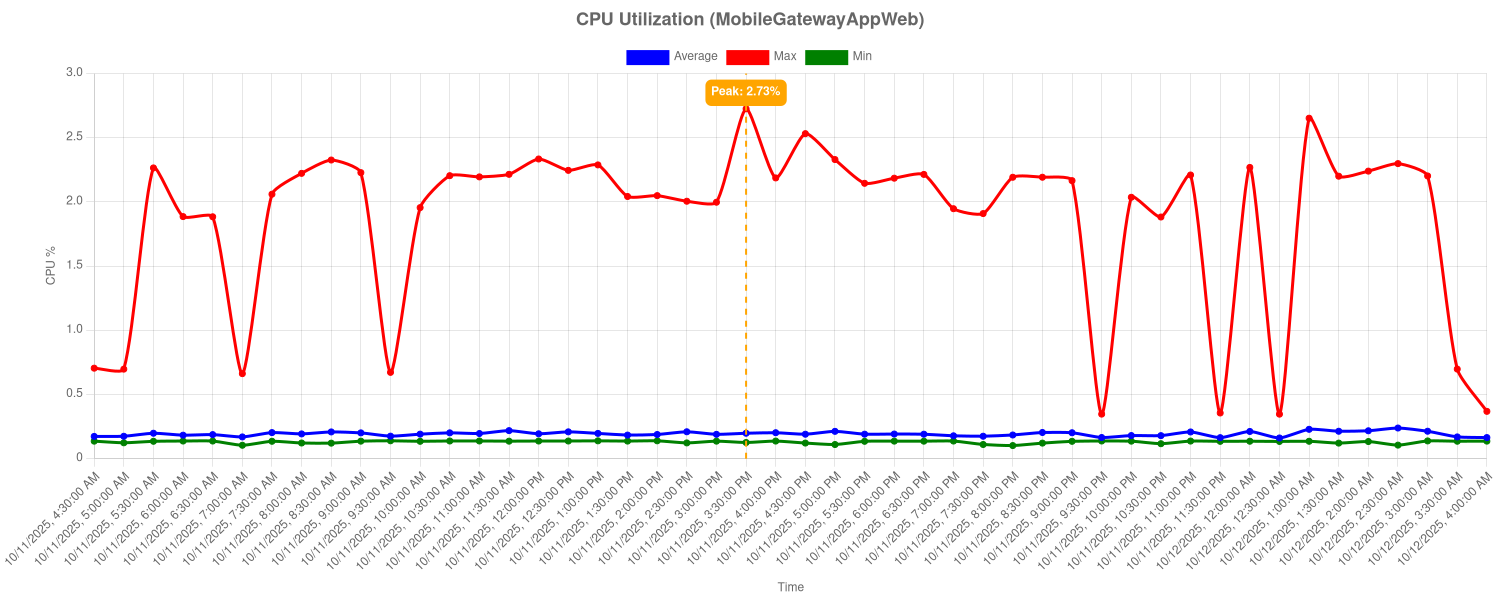 CPU Utilization (MobileGatewayAppWeb)
Average Max Min
3.0
Peak: 2.73%
2.5
2.0
1.5
CPU %
1.0
0.5
0
10/11/2025, 4:30:00 AM
10/11/2025, 5:00:00 AM
10/11/2025, 5:30:00 AM
10/11/2025, 6:00:00 AM
10/11/2025, 6:30:00 AM
10/11/2025, 7:00:00 AM
10/11/2025, 7:30:00 AM
10/11/2025, 8:00:00 AM
10/11/2025, 8:30:00 AM
10/11/2025, 9:00:00 AM
10/11/2025, 9:30:00 AM
10/11/2025, 10:00:00 AM
10/11/2025, 10:30:00 AM
10/11/2025, 11:00:00 AM
10/11/2025, 11:30:00 AM
10/11/2025, 12:00:00 PM
10/11/2025, 12:30:00 PM
10/11/2025, 1:00:00 PM
10/11/2025, 1:30:00 PM
10/11/2025, 2:00:00 PM
10/11/2025, 2:30:00 PM
10/11/2025, 3:00:00 PM
10/11/2025, 3:30:00 PM
10/11/2025, 4:00:00 PM
10/11/2025, 4:30:00 PM
10/11/2025, 5:00:00 PM
10/11/2025, 5:30:00 PM
10/11/2025, 6:00:00 PM
10/11/2025, 6:30:00 PM
10/11/2025, 7:00:00 PM
10/11/2025, 7:30:00 PM
10/11/2025, 8:00:00 PM
10/11/2025, 8:30:00 PM
10/11/2025, 9:00:00 PM
10/11/2025, 9:30:00 PM
10/11/2025, 10:00:00 PM
10/11/2025, 10:30:00 PM
10/11/2025, 11:00:00 PM
10/11/2025, 11:30:00 PM
10/12/2025, 12:00:00 AM
10/12/2025, 12:30:00 AM
10/12/2025, 1:00:00 AM
10/12/2025, 1:30:00 AM
10/12/2025, 2:00:00 AM
10/12/2025, 2:30:00 AM
10/12/2025, 3:00:00 AM
10/12/2025, 3:30:00 AM
10/12/2025, 4:00:00 AM
Time